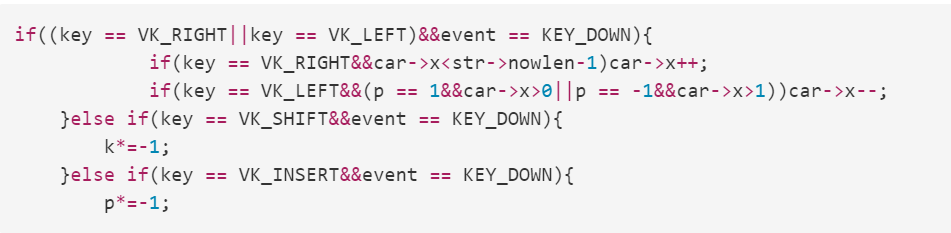 if((key == VK_RIGHT||key == VK_LEFT)&&event == KEY_DOWN){
            if(key == VK_RIGHT&&car->x<str->nowlen-1)car->x++;
            if(key == VK_LEFT&&(p == 1&&car->x>0||p == -1&&car->x>1))car->x--;
    }else if(key == VK_SHIFT&&event == KEY_DOWN){
        k*=-1;
    }else if(key == VK_INSERT&&event == KEY_DOWN){
        p*=-1;